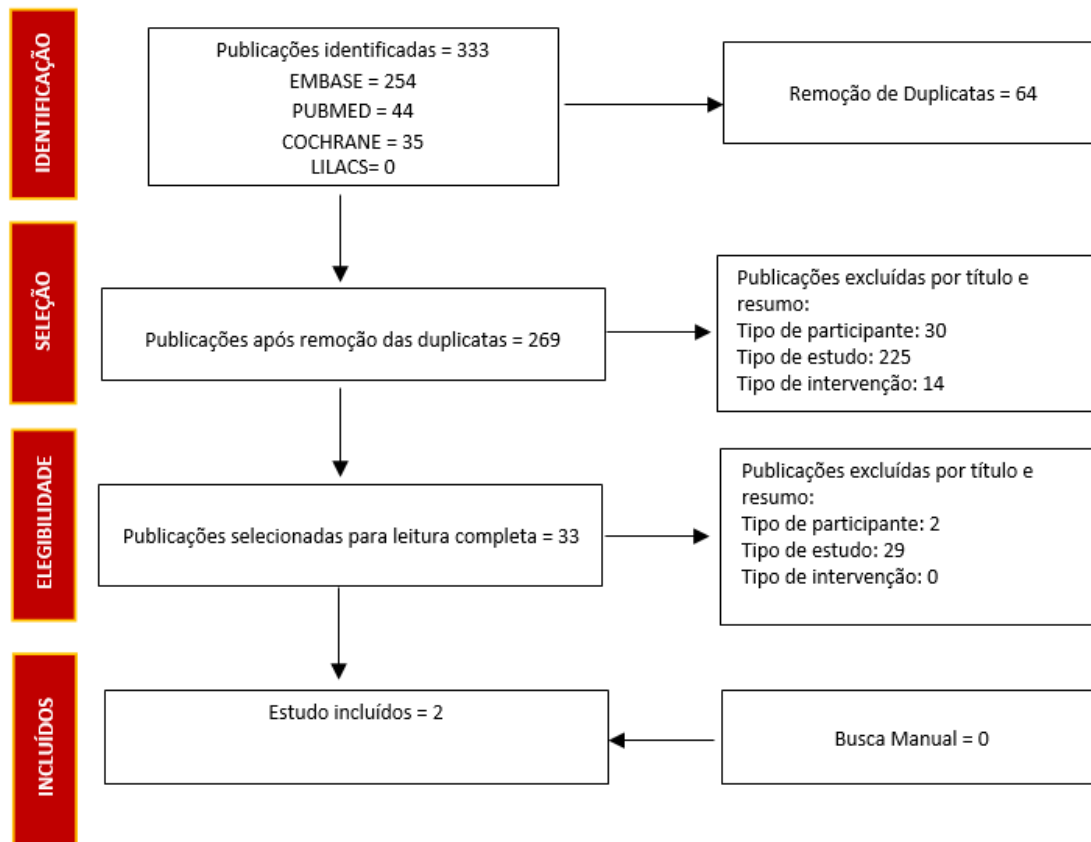 IDENTIFICAÇÃO
Publicações identificadas = 333
EMBASE = 254
PUBMED = 44
COCHRANE = 35
LILACS= 0
Remoção de Duplicatas = 64
SELEÇÃO
Publicações após remoção das duplicatas = 269
Publicações excluídas por título e
resumo:
Tipo de participante: 30
Tipo de estudo: 225
Tipo de intervenção: 14
ELEGIBILIDADE
Publicações selecionadas para leitura completa = 33
Publicações excluídas por título e
resumo:
Tipo de participante: 2
Tipo de estudo: 29
Tipo de intervenção: 0
INCLUÍDOS
Estudo incluídos = 2
Busca Manual = 0